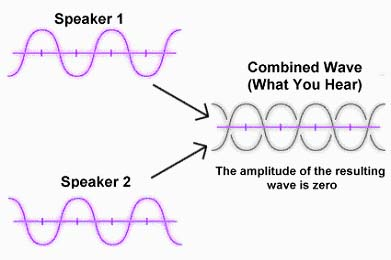 Speaker 1
Combined Wave
(What You Hear)
Speaker 2
The amplitude of the resulting
wave is zero